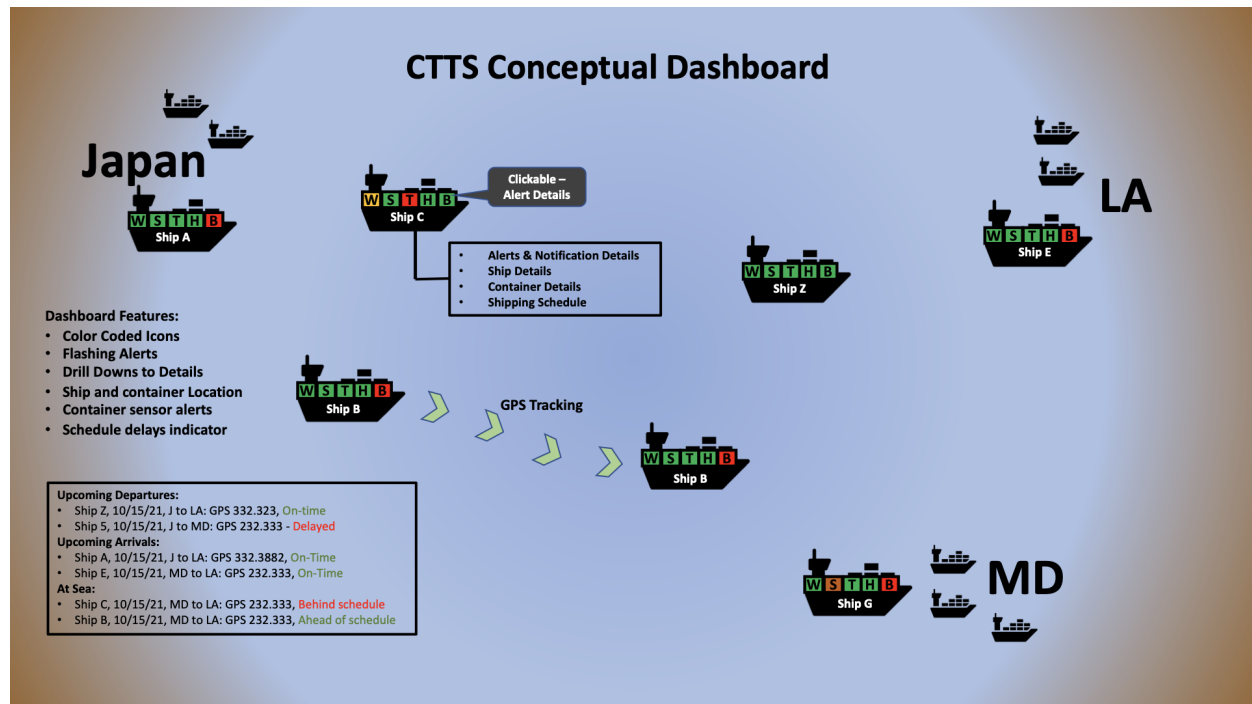 CTTS Conceptual Dashboard
Japan
W S T H B
Ship A
W S T H B
Ship C
Clickable –
Alert Details
• Alerts & Notification Details
• Ship Details
• Container Details
• Shipping Schedule
W S T H B
Ship Z
LA
W S T H B
Ship E
Dashboard Features:
• Color Coded Icons
• Flashing Alerts
• Drill Downs to Details
• Ship and container Location
• Container sensor alerts
• Schedule delays indicator
W S T H B
Ship B
GPS Tracking
W S T H B
Ship B
Upcoming Departures:
• Ship Z, 10/15/21, J to LA: GPS 332.323, On-time
• Ship 5, 10/15/21, J to MD: GPS 232.333 - Delayed
Upcoming Arrivals:
• Ship A, 10/15/21, J to LA: GPS 332.3882, On-Time
• Ship E, 10/15/21, MD to LA: GPS 232.333, On-Time
At Sea:
• Ship C, 10/15/21, MD to LA: GPS 232.333, Behind schedule
• Ship B, 10/15/21, MD to LA: GPS 232.333, Ahead of schedule
W S T H B
Ship G
MD